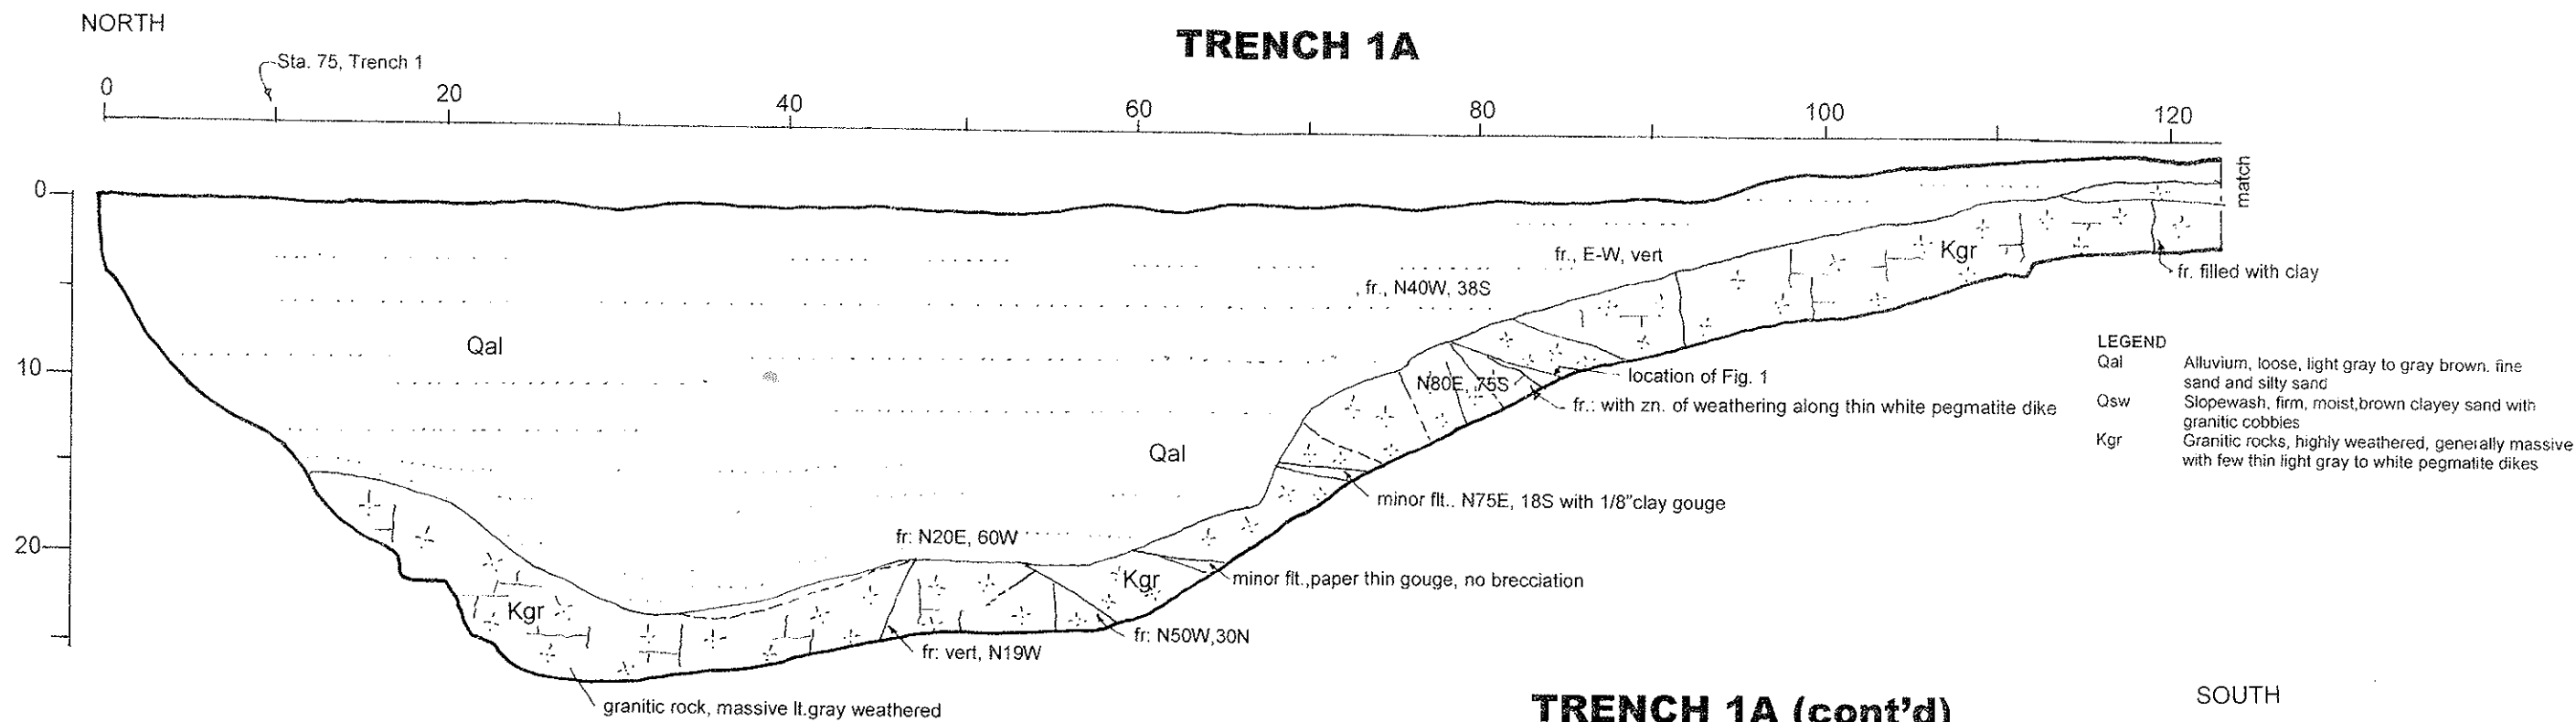 NORTH
TRENCH 1A
Sta. 75, Trench 1
0 20 40 60 80 100 120
match
0
10
20
fr., E-W, vert
Kgr
fr. filled with clay
, fr., N40W, 38S
Qal
N80E, 75S
location of Fig. 1
fr.: with zn. of weathering along thin white pegmatite dike
Qal
minor flt.. N75E, 18S with 1/8"clay gouge
fr: N20E, 60W
Kgr
minor flt.,paper thin gouge, no brecciation
Kgr
fr: N50W,30N
fr: vert, N19W
granitic rock, massive lt.gray weathered
LEGEND
Qal Alluvium, loose, light gray to gray brown. fine
sand and silty sand
Qsw Slopewash, firm, moist,brown clayey sand with
granitic cobbles
Kgr Granitic rocks, highly weathered, generally massive
with few thin light gray to white pegmatite dikes
TRENCH 1A (cont'd)
SOUTH